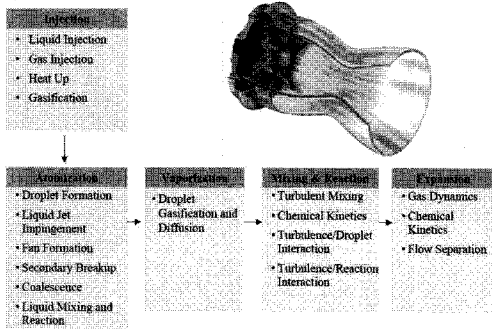 Injection
• Liquid Injection
• Gas Injection
• Heat Up
• Gasification
Atomization
• Droplet Formation
• Liquid Jet
Impingement
• Fan Formation
• Secondary Breakup
• Coalescence
• Liquid Mixing and
Reaction
Vaporization
• Droplet
Gasification and
Diffusion
Mixing & Reaction
• Turbulent Mixing
• Chemical Kinetics
• Turbulence/Droplet
Interaction
• Turbulence/Reaction
Interaction
Expansion
• Gas Dynamics
• Chemical
Kinetics
• Flow Separation